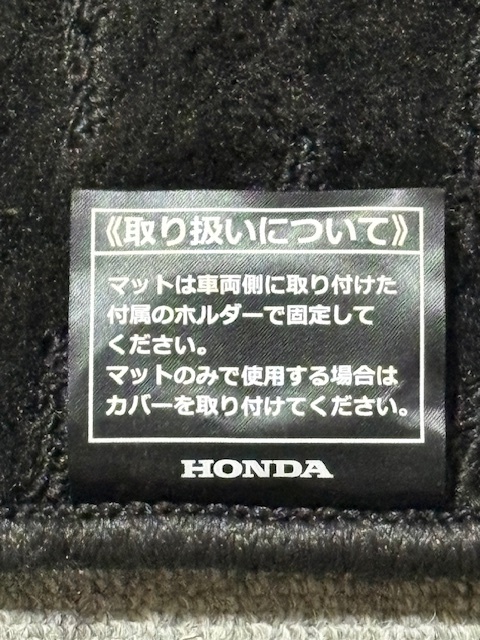 《取り扱いについて》
マットは車両側に取り付けた
付属のホルダーで固定して
ください。
マットのみで使用する場合は
カバーを取り付けてください。
HONDA